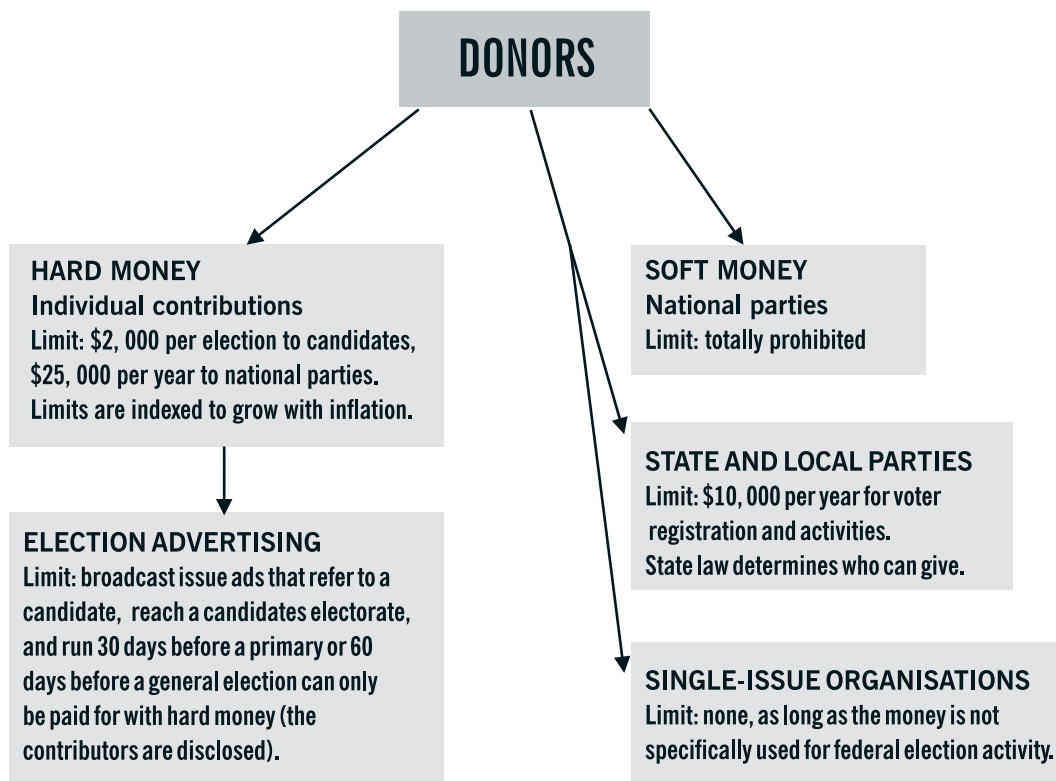 DONORS
HARD MONEY
Individual contributions
Limit: $2, 000 per election to candidates,
$25, 000 per year to national parties.
Limits are indexed to grow with inflation.
ELECTION ADVERTISING
Limit: broadcast issue ads that refer to a
candidate, reach a candidates electorate,
and run 30 days before a primary or 60
days before a general election can only
be paid for with hard money (the
contributors are disclosed).
SOFT MONEY
National parties
Limit: totally prohibited
STATE AND LOCAL PARTIES
Limit: $10, 000 per year for voter
registration and activities.
State law determines who can give.
SINGLE-ISSUE ORGANISATIONS
Limit: none, as long as the money is not
specifically used for federal election activity.